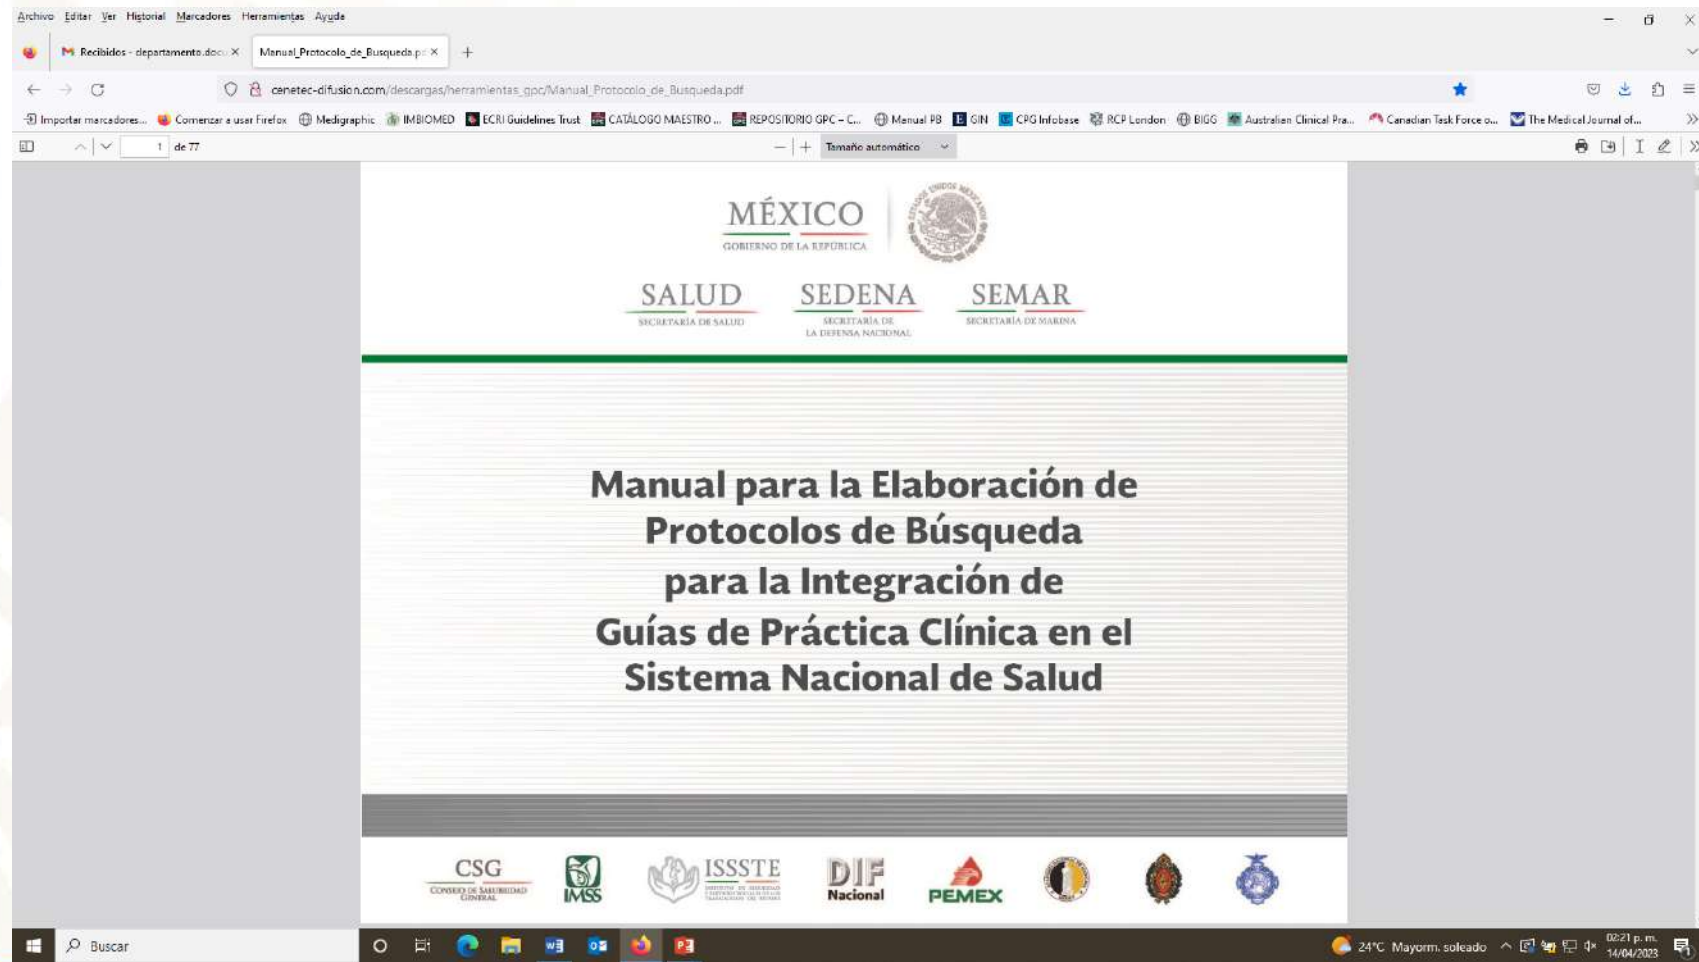 Archivo Editar Ver Historial Marcadores Herramientas Ayuda
Recibidos - departamento.docu
Manual_Protocolo_de_Busqueda.pd
cenetec-difusion.com/descargas/herramientas_gpc/Manual_Protocolo_de_Busqueda.pdf
Importar marcadores... Comenzar a usar Firefox Medigraphic IMBIOMED ECRI Guidelines Trust CATÁLOGO MAESTRO ... REPOSITORIO GPC – C... Manual PB GIN CPG Infobase RCP London BIGG Australian Clinical Pra... Canadian Task Force o... The Medical Journal of...
1 de 77 Tamaño automático
MÉXICO
GOBIERNO DE LA REPÚBLICA
ESTADOS UNIDOS MEXICANOS
SALUD SEDENA SEMAR
SECRETARÍA DE SALUD
SECRETARÍA DE
LA DEFENSA NACIONAL
SECRETARÍA DE MARINA
Manual para la Elaboración de
Protocolos de Búsqueda
para la Integración de
Guías de Práctica Clínica en el
Sistema Nacional de Salud
CSG
CONSEJO DE SALUBRIDAD
GENERAL
IMSS
ISSSTE
DIF
Nacional
PEMEX
Buscar
24°C Mayorm. soleado
02:21 p. m.
14/04/2023